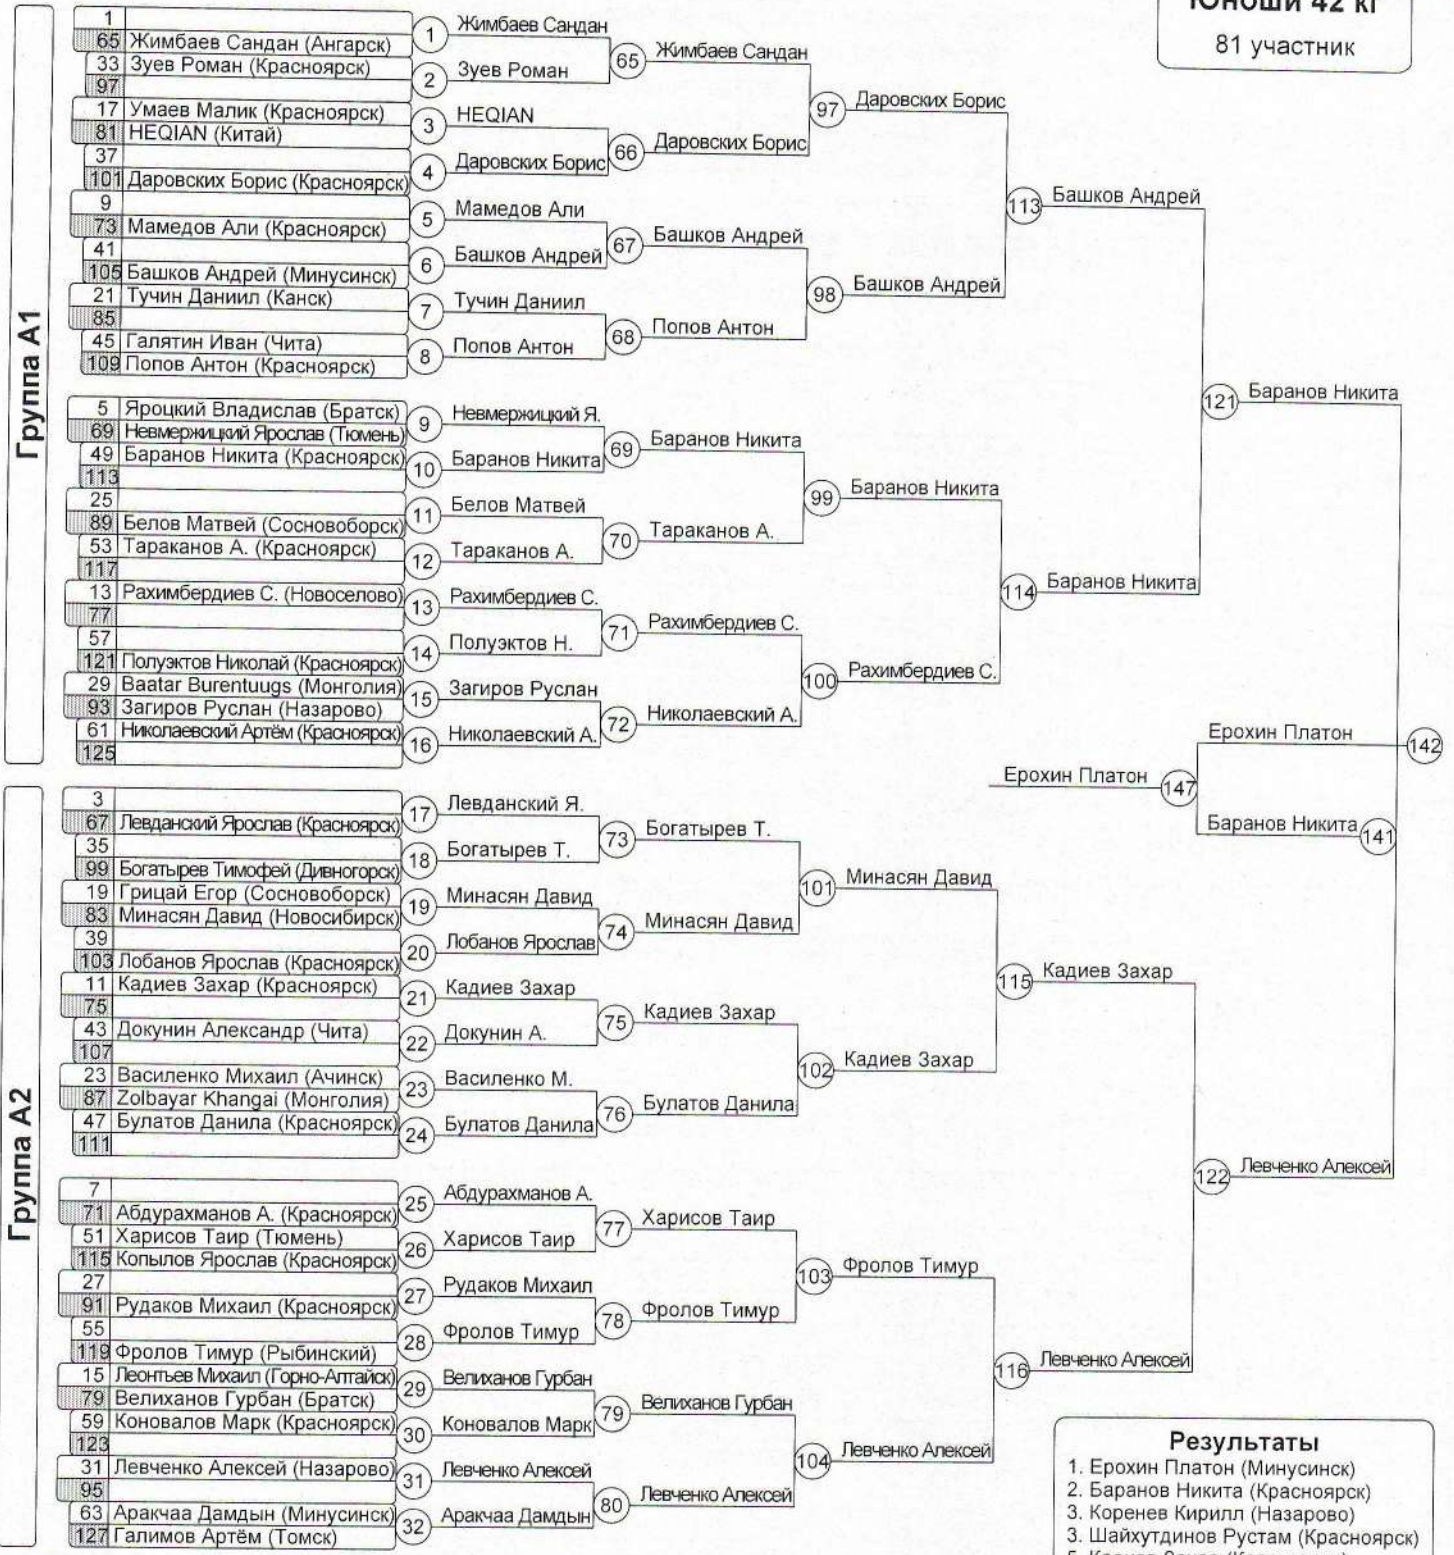 Юноши 42 кг
81 участник
Группа А1
1
65 Жимбаев Сандан (Ангарск)
1 Жимбаев Сандан
33 Зуев Роман (Красноярск)
97
2 Зуев Роман
65 Жимбаев Сандан
17 Умаев Малик (Красноярск)
81 HEQIAN (Китай)
3 HEQIAN
37
101 Даровских Борис (Красноярск)
4 Даровских Борис
66 Даровских Борис
97 Даровских Борис
9
73 Мамедов Али (Красноярск)
5 Мамедов Али
41
105 Башков Андрей (Минусинск)
6 Башков Андрей
67 Башков Андрей
21 Тучин Даниил (Канск)
85
7 Тучин Даниил
45 Галятин Иван (Чита)
109 Попов Антон (Красноярск)
8 Попов Антон
68 Попов Антон
98 Башков Андрей
113 Башков Андрей
5 Яроцкий Владислав (Братск)
69 Невмержицкий Ярослав (Тюмень)
9 Невмержицкий Я.
49 Баранов Никита (Красноярск)
113
10 Баранов Никита
69 Баранов Никита
25
89 Белов Матвей (Сосновоборск)
11 Белов Матвей
53 Тараканов А. (Красноярск)
117
12 Тараканов А.
70 Тараканов А.
99 Баранов Никита
13 Рахимбердиев С. (Новоселово)
77
13 Рахимбердиев С.
57
121 Полуэктов Николай (Красноярск)
14 Полуэктов Н.
71 Рахимбердиев С.
29 Baatar Burentuugs (Монголия)
93 Загиров Руслан (Назарово)
15 Загиров Руслан
61 Николаевский Артём (Красноярск)
125
16 Николаевский А.
72 Николаевский А.
100 Рахимбердиев С.
114 Баранов Никита
121 Баранов Никита
Ерохин Платон
142
Ерохин Платон 147
Баранов Никита 141
Группа А2
3
67 Левданский Ярослав (Красноярск)
17 Левданский Я.
35
99 Богатырев Тимофей (Дивногорск)
18 Богатырев Т.
73 Богатырев Т.
19 Грицай Егор (Сосновоборск)
83 Минасян Давид (Новосибирск)
19 Минасян Давид
39
103 Лобанов Ярослав (Красноярск)
20 Лобанов Ярослав
74 Минасян Давид
101 Минасян Давид
11 Кадиев Захар (Красноярск)
75
21 Кадиев Захар
43 Докунин Александр (Чита)
107
22 Докунин А.
75 Кадиев Захар
23 Василенко Михаил (Ачинск)
87 Zolbayar Khangai (Монголия)
23 Василенко М.
47 Булатов Данила (Красноярск)
111
24 Булатов Данила
76 Булатов Данила
102 Кадиев Захар
115 Кадиев Захар
7
71 Абдурахманов А. (Красноярск)
25 Абдурахманов А.
51 Харисов Таир (Тюмень)
115 Копылов Ярослав (Красноярск)
26 Харисов Таир
77 Харисов Таир
27
91 Рудаков Михаил (Красноярск)
27 Рудаков Михаил
55
119 Фролов Тимур (Рыбинский)
28 Фролов Тимур
78 Фролов Тимур
103 Фролов Тимур
15 Леонтьев Михаил (Горно-Алтайск)
79 Велиханов Гурбан (Братск)
29 Велиханов Гурбан
59 Коновалов Марк (Красноярск)
123
30 Коновалов Марк
79 Велиханов Гурбан
31 Левченко Алексей (Назарово)
95
31 Левченко Алексей
63 Аракчаа Дамдын (Минусинск)
127 Галимов Артём (Томск)
32 Аракчаа Дамдын
80 Левченко Алексей
104 Левченко Алексей
116 Левченко Алексей
122 Левченко Алексей
Результаты
1. Ерохин Платон (Минусинск)
2. Баранов Никита (Красноярск)
3. Коренев Кирилл (Назарово)
3. Шайхутдинов Рустам (Красноярск)